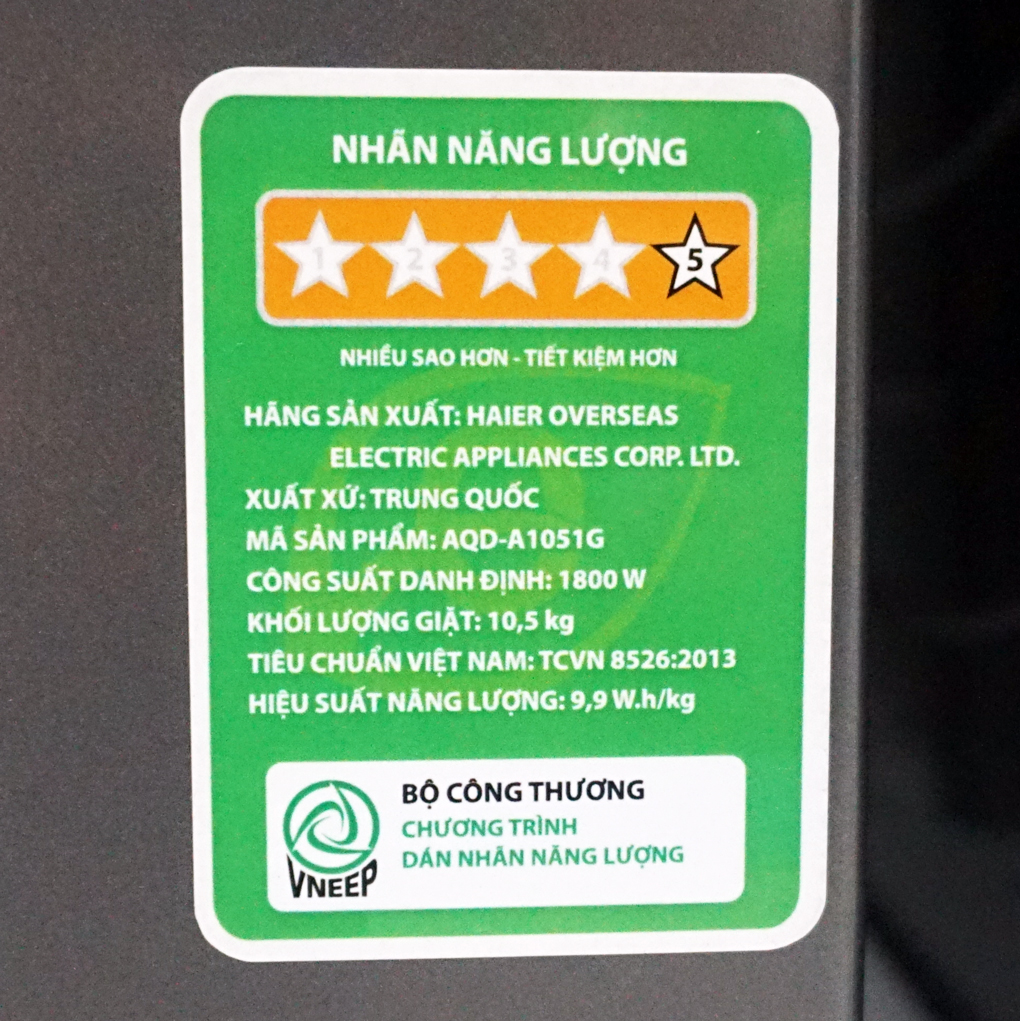 NHÃN NĂNG LƯỢNG
1 2 3 4 5
NHIỀU SAO HƠN - TIẾT KIỆM HƠN
HÃNG SẢN XUẤT: HAIER OVERSEAS
ELECTRIC APPLIANCES CORP. LTD.
XUẤT XỨ: TRUNG QUỐC
MÃ SẢN PHẨM: AQD-A1051G
CÔNG SUẤT DANH ĐỊNH: 1800 W
KHỐI LƯỢNG GIẶT: 10,5 kg
TIÊU CHUẨN VIỆT NAM: TCVN 8526:2013
HIỆU SUẤT NĂNG LƯỢNG: 9,9 W.h/kg
BỘ CÔNG THƯƠNG
CHƯƠNG TRÌNH
DÁN NHÃN NĂNG LƯỢNG
VNEEP